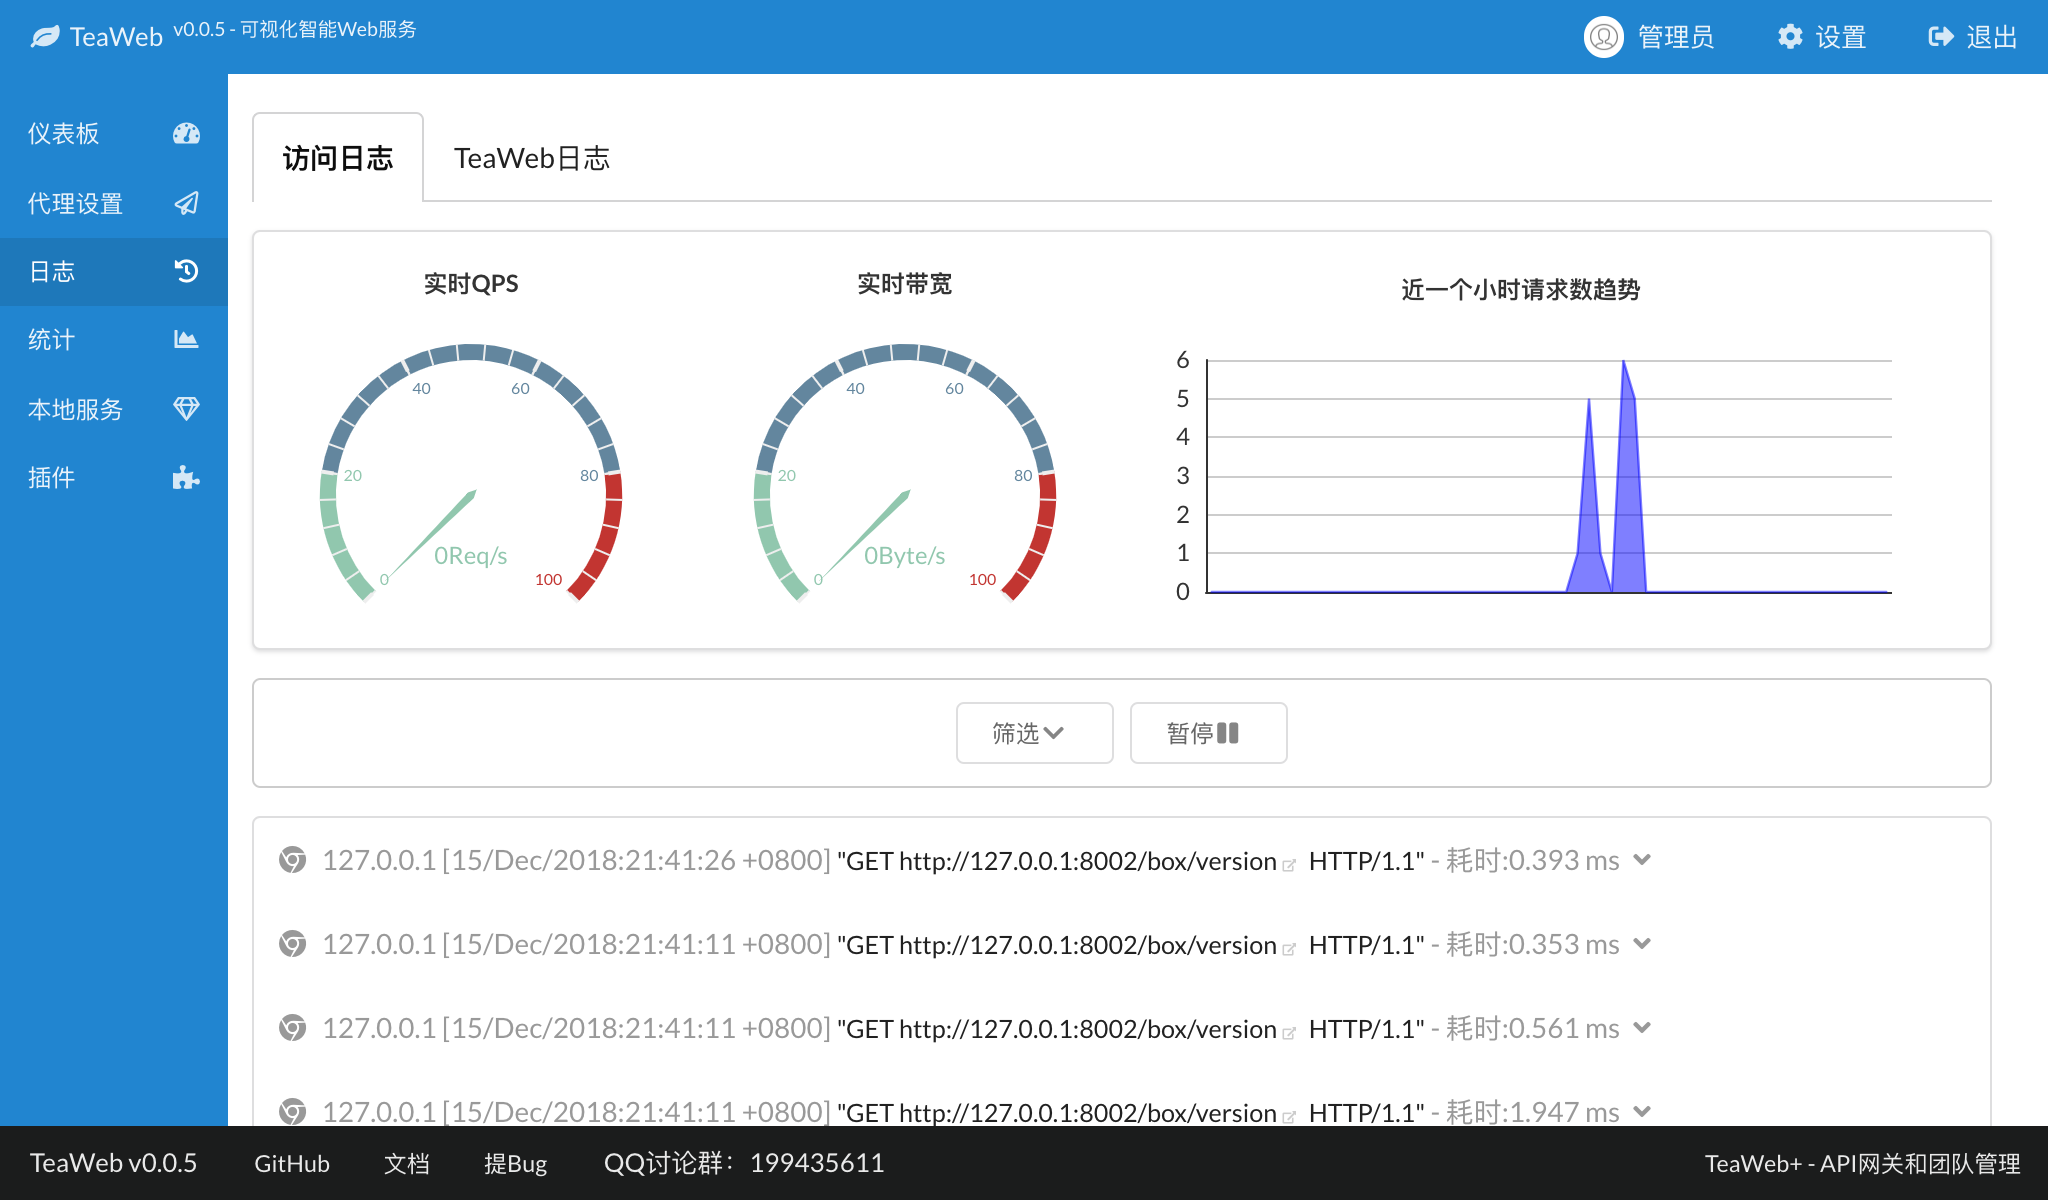 TeaWeb v0.0.5 - 可视化智能Web服务
管理员 设置 退出
仪表板
代理设置
日志
统计
本地服务
插件
访问日志 TeaWeb日志
实时QPS
40 60
20 80
0Req/s
0 100
实时带宽
40 60
20 80
0Byte/s
0 100
近一个小时请求数趋势
6
5
4
3
2
1
0
筛选 暂停
127.0.0.1 [15/Dec/2018:21:41:26 +0800] "GET http://127.0.0.1:8002/box/version HTTP/1.1" - 耗时:0.393 ms
127.0.0.1 [15/Dec/2018:21:41:11 +0800] "GET http://127.0.0.1:8002/box/version HTTP/1.1" - 耗时:0.353 ms
127.0.0.1 [15/Dec/2018:21:41:11 +0800] "GET http://127.0.0.1:8002/box/version HTTP/1.1" - 耗时:0.561 ms
127.0.0.1 [15/Dec/2018:21:41:11 +0800] "GET http://127.0.0.1:8002/box/version HTTP/1.1" - 耗时:1.947 ms
TeaWeb v0.0.5 GitHub 文档 提Bug QQ讨论群：199435611 TeaWeb+ - API网关和团队管理